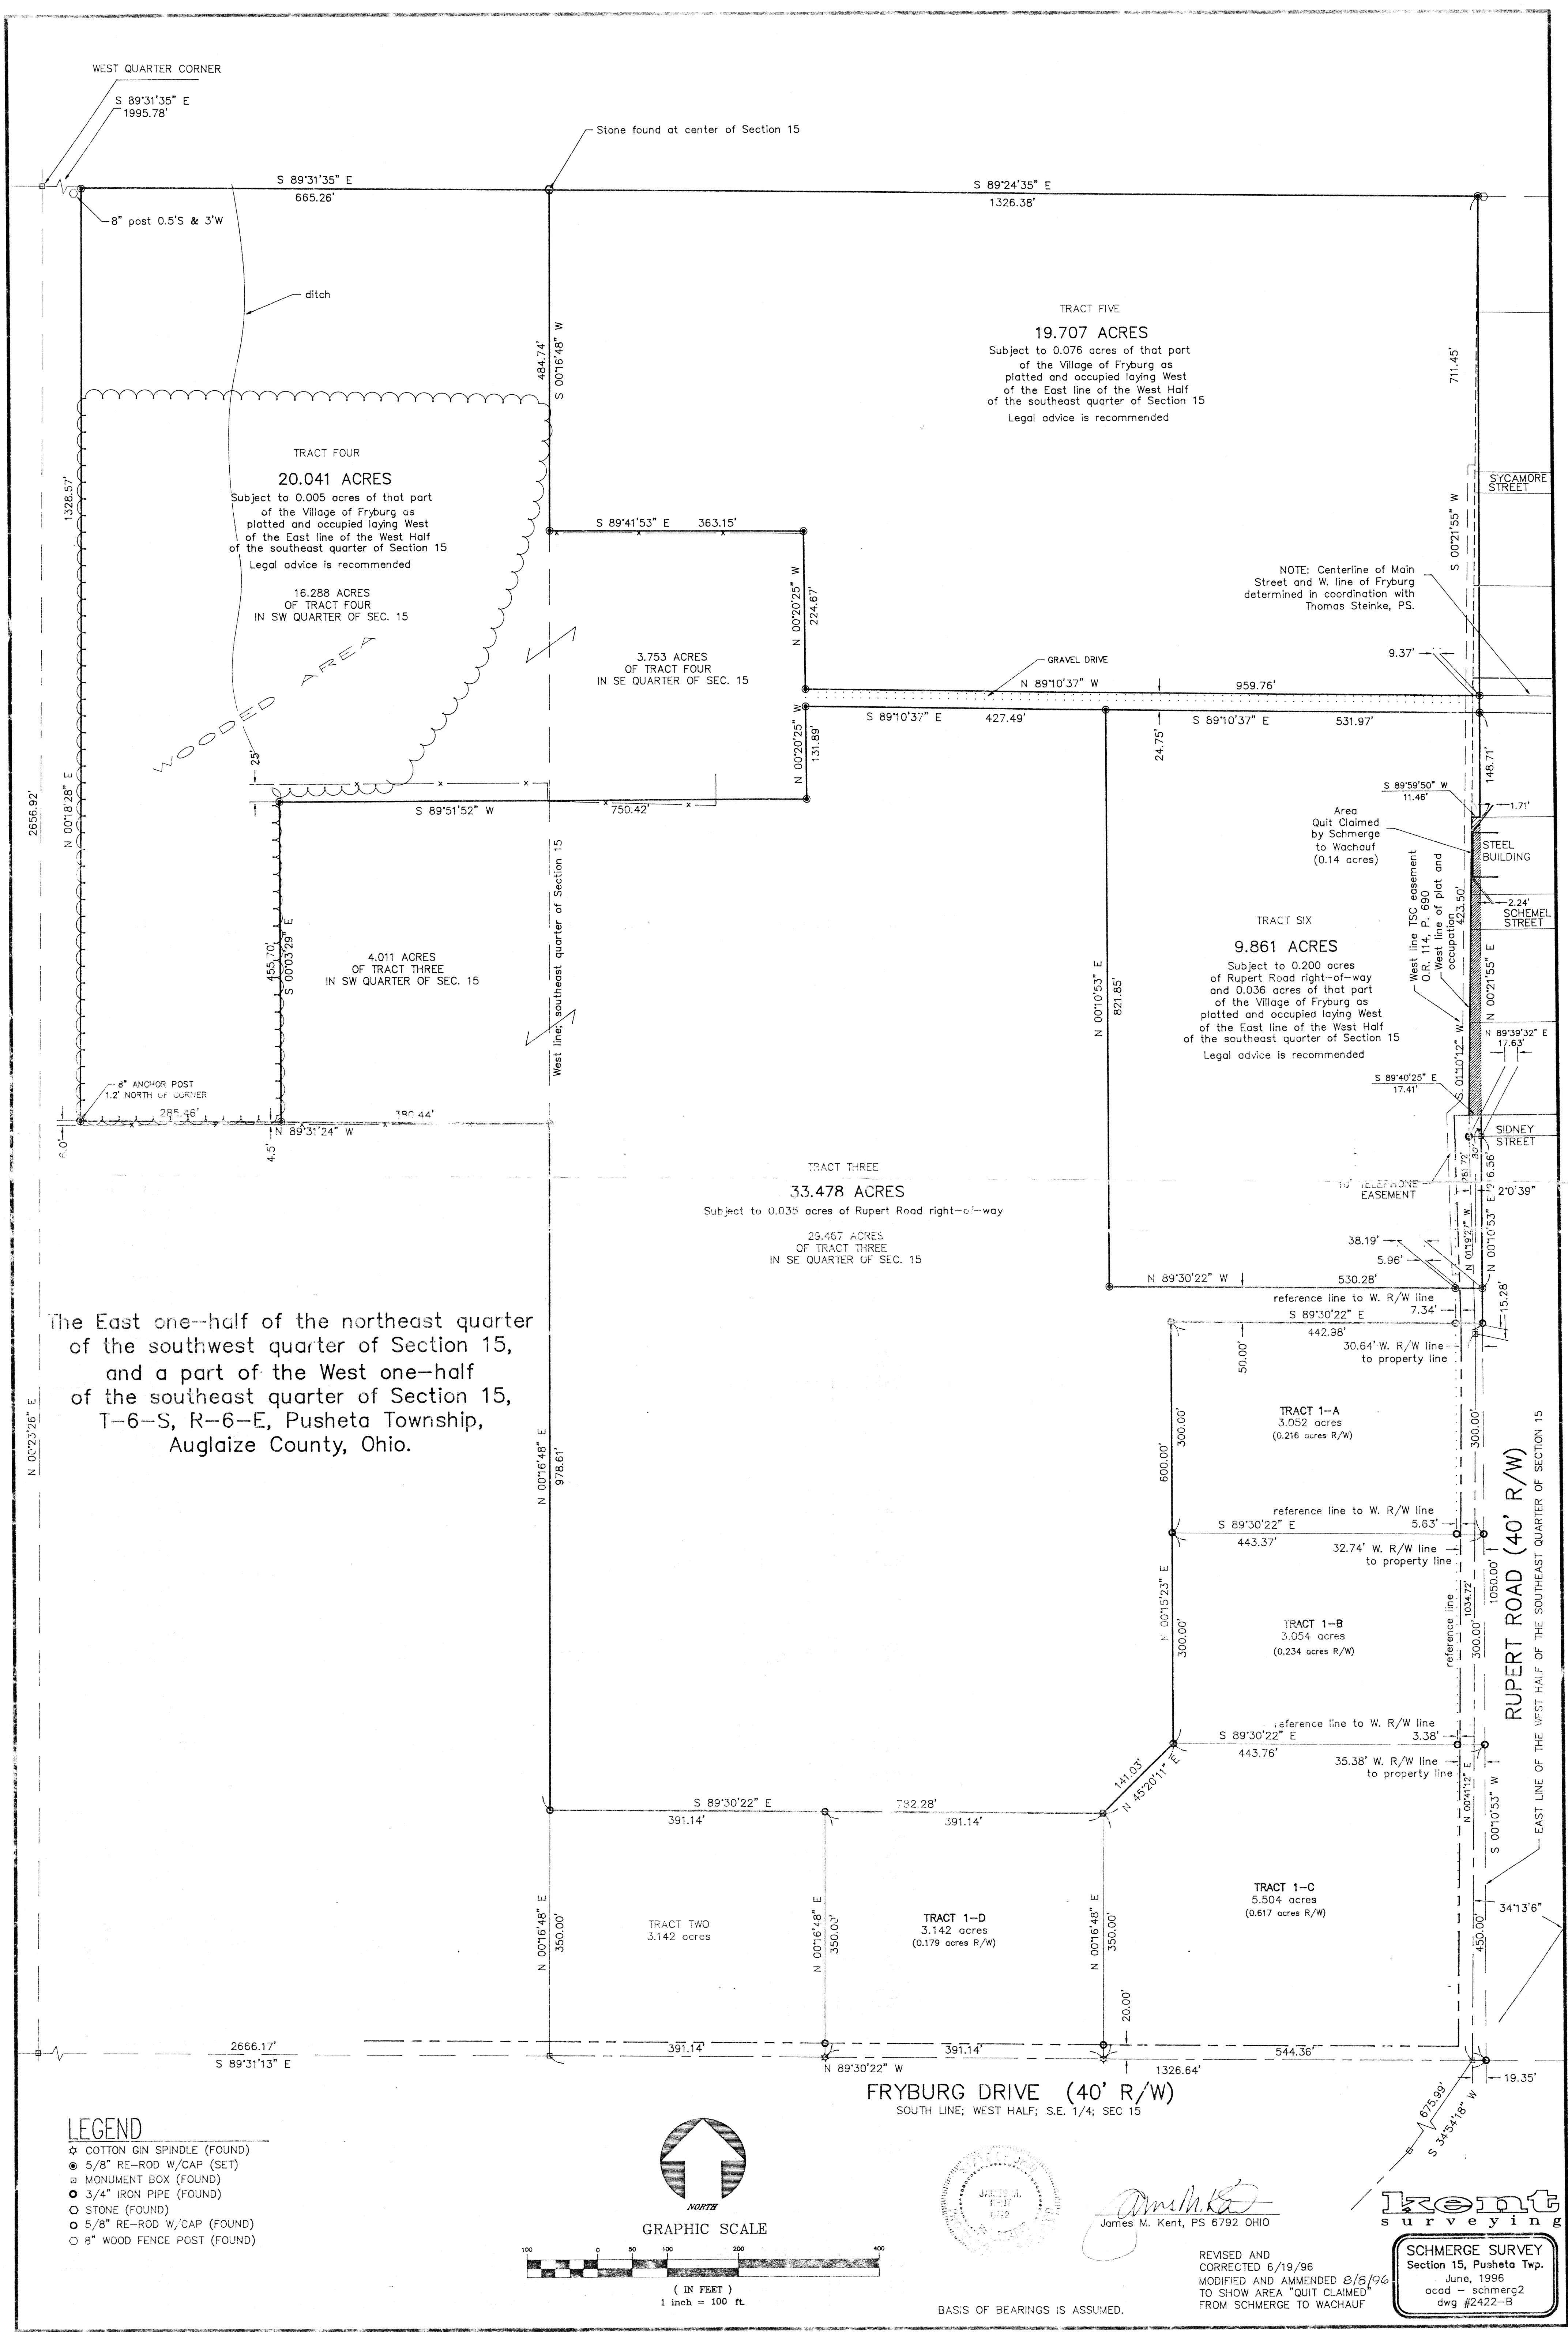 WEST QUARTER CORNER
S 89°31'35" E
1995.78'
Stone found at center of Section 15
S 89°31'35" E
665.26'
S 89°24'35" E
1326.38'
8" post 0.5'S & 3'W
ditch
484.74'
S 00°16'48" W
TRACT FIVE
19.707 ACRES
Subject to 0.076 acres of that part
of the Village of Fryburg as
platted and occupied laying West
of the East line of the West Half
of the southeast quarter of Section 15
Legal advice is recommended
711.45'
S 00°21'55" W
SYCAMORE
STREET
TRACT FOUR
20.041 ACRES
Subject to 0.005 acres of that part
of the Village of Fryburg as
platted and occupied laying West
of the East line of the West Half
of the southeast quarter of Section 15
Legal advice is recommended
16.288 ACRES
OF TRACT FOUR
IN SW QUARTER OF SEC. 15
1328.57'
N 00°18'28" E
2656.92'
WOODED AREA
S 89°41'53" E 363.15'
N 00°20'25" W
224.67'
3.753 ACRES
OF TRACT FOUR
IN SE QUARTER OF SEC. 15
NOTE: Centerline of Main
Street and W. line of Fryburg
determined in coordination with
Thomas Steinke, PS.
9.37'
GRAVEL DRIVE
N 89°10'37" W
959.76'
S 89°10'37" E
427.49'
S 89°10'37" E
531.97'
N 00°20'25" W
131.89'
24.75'
148.71'
25'
S 89°51'52" W
750.42'
S 89°59'50" W
11.46'
1.71'
Area
Quit Claimed
by Schmerge
to Wachauf
(0.14 acres)
STEEL
BUILDING
West line TSC easement
O.R. 114, P. 690
West line of plat and
occupation
423.50'
2.24'
SCHEMEL
STREET
West line; southeast quarter of Section 15
455.70'
S 00°03'29" E
4.011 ACRES
OF TRACT THREE
IN SW QUARTER OF SEC. 15
N 00°10'53" E
821.85'
TRACT SIX
9.861 ACRES
Subject to 0.200 acres
of Rupert Road right-of-way
and 0.036 acres of that part
of the Village of Fryburg as
platted and occupied laying West
of the East line of the West Half
of the southeast quarter of Section 15
Legal advice is recommended
N 00°21'55" E
S 01°10'12" W
N 89°39'32" E
17.63'
S 89°40'25" E
17.41'
8" ANCHOR POST
1.2' NORTH OF CORNER
285.46'
380.44'
N 89°31'24" W
4.5'
SIDNEY
STREET
TELEPHONE
EASEMENT
2°0'39"
N 01°19'27" W
N 00°10'53" E
TRACT THREE
33.478 ACRES
Subject to 0.035 acres of Rupert Road right-of-way
29.467 ACRES
OF TRACT THREE
IN SE QUARTER OF SEC. 15
38.19'
5.96'
N 89°30'22" W
530.28'
reference line to W. R/W line
S 89°30'22" E
7.34'
442.98'
15.28'
30.64' W. R/W line
to property line
50.00'
The East one-half of the northeast quarter
of the southwest quarter of Section 15,
and a part of the West one-half
of the southeast quarter of Section 15,
T-6-S, R-6-E, Pusheta Township,
Auglaize County, Ohio.
N 00°23'26" E
TRACT 1-A
3.052 acres
(0.216 acres R/W)
300.00'
600.00'
300.00'
N 00°16'48" E
978.61'
reference line to W. R/W line
S 89°30'22" E
5.63'
443.37'
32.74' W. R/W line
to property line
N 00°15'23" E
300.00'
TRACT 1-B
3.054 acres
(0.234 acres R/W)
reference line
1034.72'
300.00'
1050.00'
RUPERT ROAD (40' R/W)
EAST LINE OF THE WEST HALF OF THE SOUTHEAST QUARTER OF SECTION 15
reference line to W. R/W line
S 89°30'22" E
3.38'
443.76'
35.38' W. R/W line
to property line
141.03'
N 45°20'11" E
N 00°41'12" E
S 00°10'53" W
S 89°30'22" E
782.28'
391.14'
391.14'
N 00°16'48" E
350.00'
TRACT TWO
3.142 acres
N 00°16'48" E
350.00'
TRACT 1-D
3.142 acres
(0.179 acres R/W)
N 00°16'48" E
350.00'
TRACT 1-C
5.504 acres
(0.617 acres R/W)
450.00'
34°13'6"
20.00'
2666.17'
S 89°31'13" E
391.14'
391.14'
544.36'
N 89°30'22" W
1326.64'
19.35'
FRYBURG DRIVE (40' R/W)
SOUTH LINE; WEST HALF; S.E. 1/4; SEC 15
675.99'
S 34°54'18" W
LEGEND
COTTON GIN SPINDLE (FOUND)
5/8" RE-ROD W/CAP (SET)
MONUMENT BOX (FOUND)
3/4" IRON PIPE (FOUND)
STONE (FOUND)
5/8" RE-ROD W/CAP (FOUND)
8" WOOD FENCE POST (FOUND)
NORTH
GRAPHIC SCALE
100 0 50 100 200 400
( IN FEET )
1 inch = 100 ft.
James M. Kent, PS 6792 OHIO
kent
surveying
REVISED AND
CORRECTED 6/19/96
MODIFIED AND AMMENDED 8/8/96
TO SHOW AREA "QUIT CLAIMED"
FROM SCHMERGE TO WACHAUF
BASIS OF BEARINGS IS ASSUMED.
SCHMERGE SURVEY
Section 15, Pusheta Twp.
June, 1996
acad - schmerg2
dwg #2422-B